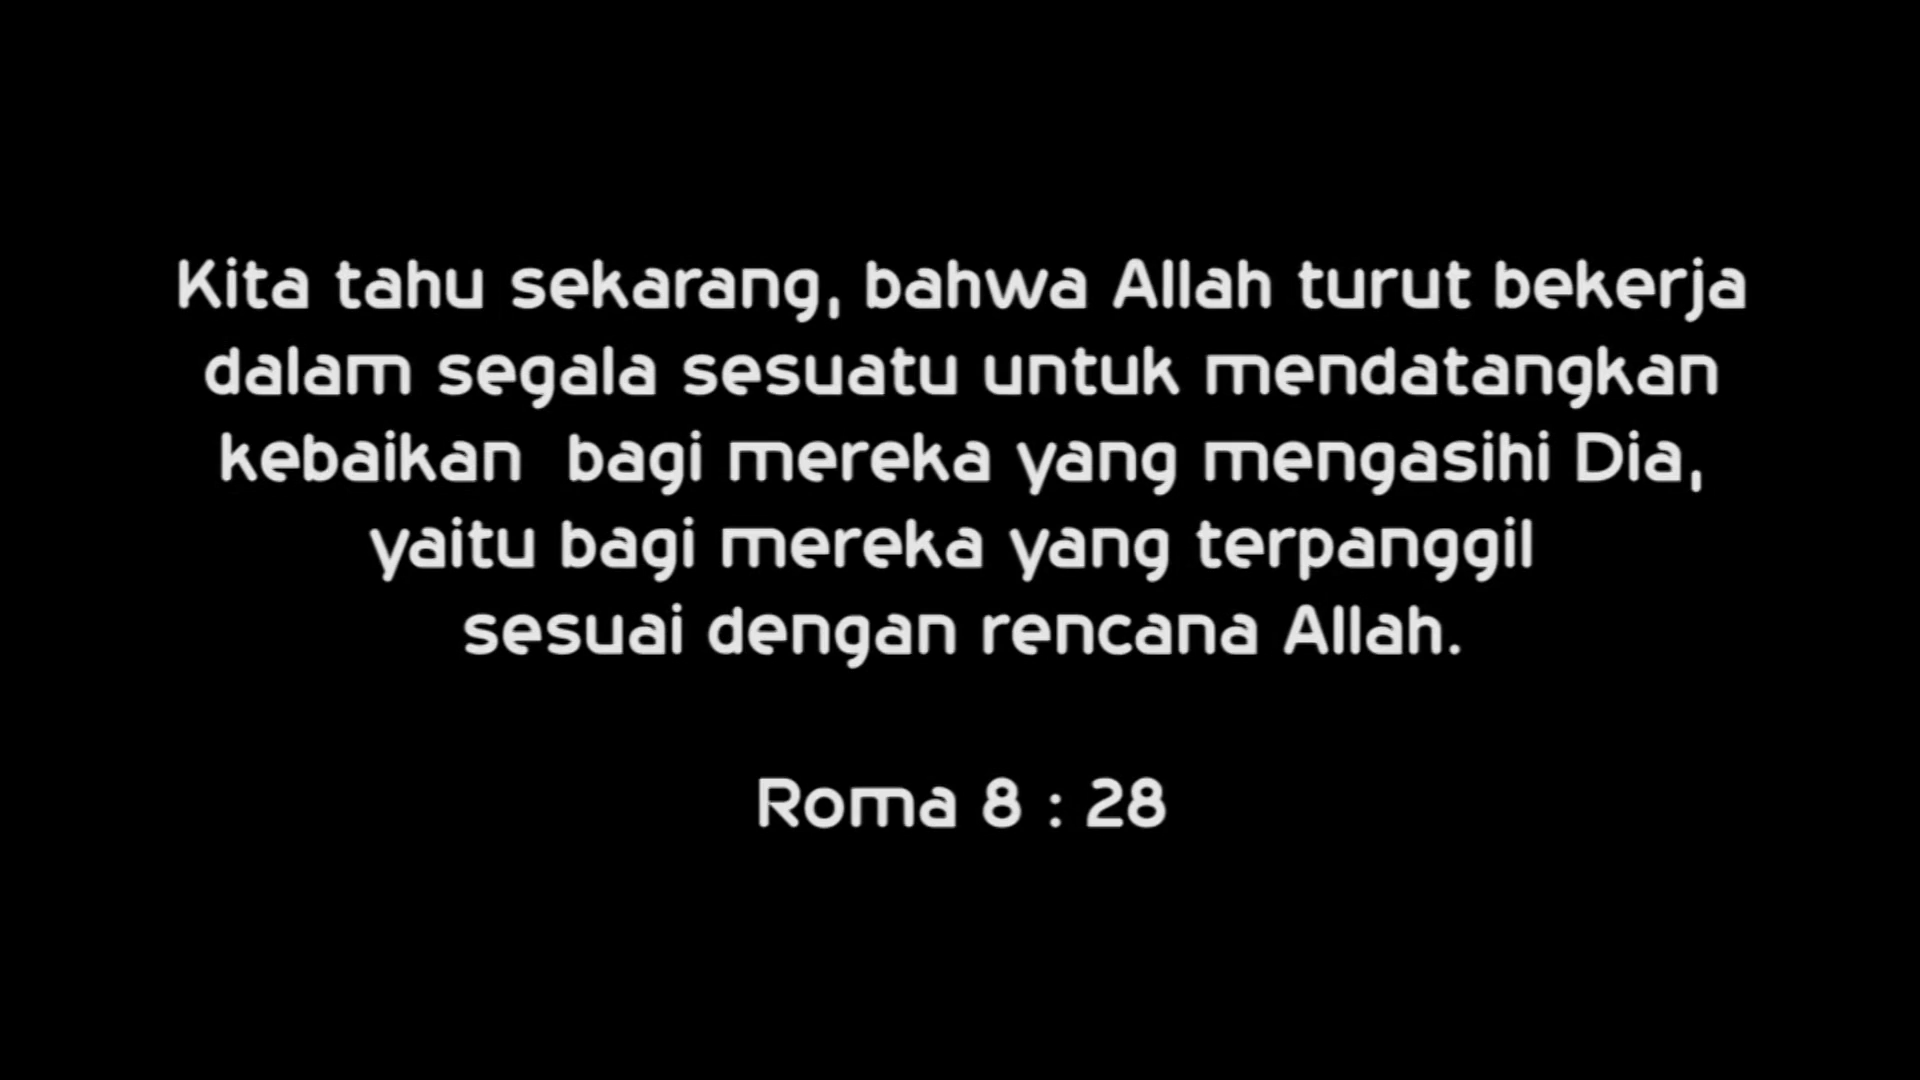 Kita tahu sekarang, bahwa Allah turut bekerja
dalam segala sesuatu untuk mendatangkan
kebaikan  bagi mereka yang mengasihi Dia,
yaitu bagi mereka yang terpanggil
sesuai dengan rencana Allah.
Roma 8 : 28